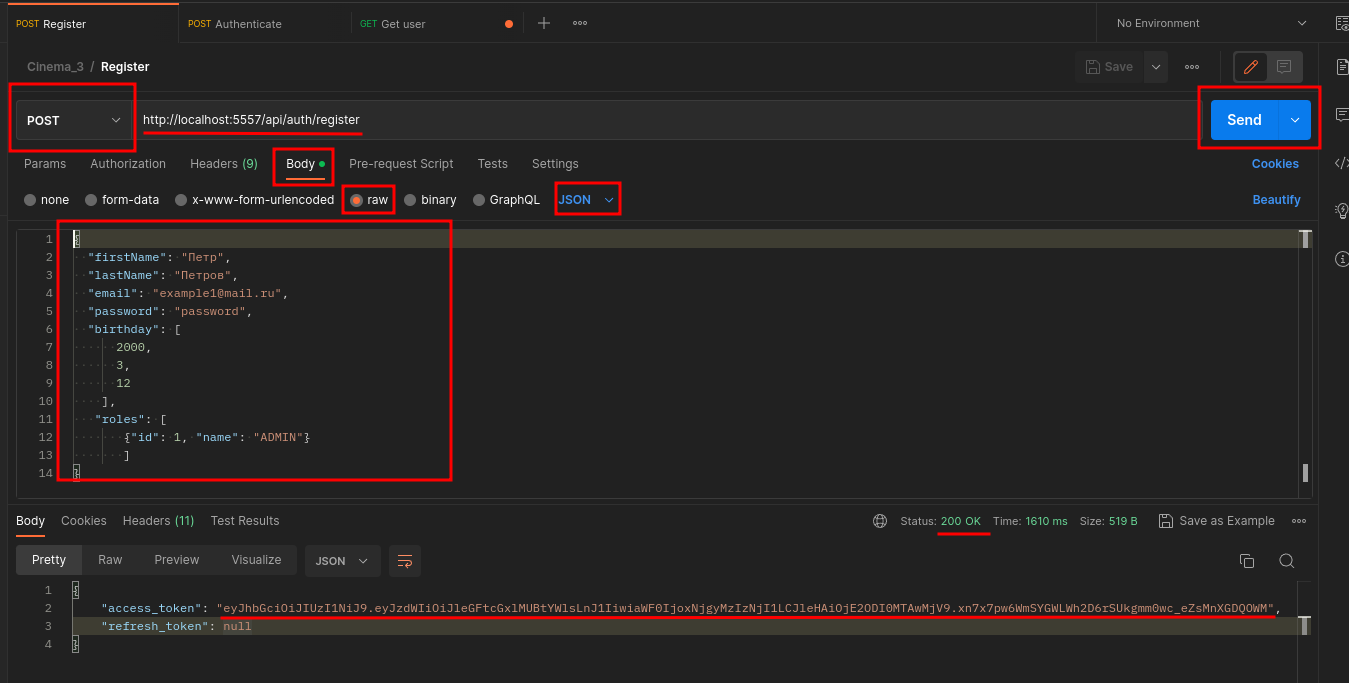 POST Register POST Authenticate GET Get user No Environment
Cinema_3 / Register Save
POST http://localhost:5557/api/auth/register Send
Params Authorization Headers (9) Body Pre-request Script Tests Settings Cookies
none form-data x-www-form-urlencoded raw binary GraphQL JSON Beautify
1 {
2 "firstName": "Петр",
3 "lastName": "Петров",
4 "email": "example1@mail.ru",
5 "password": "password",
6 "birthday": [
7 2000,
8 3,
9 12
10 ],
11 "roles": [
12 {"id": 1, "name": "ADMIN"}
13 ]
14 }
Body Cookies Headers (11) Test Results Status: 200 OK Time: 1610 ms Size: 519 B Save as Example
Pretty Raw Preview Visualize JSON
1 {
2 "access_token": "eyJhbGciOiJIUzI1NiJ9.eyJzdWIiOiJleGFtcGxlMUBtYWlsLnJ1IiwiaWF0IjoxNjgyMzIzNjI1LCJleHAiOjE2ODI0MTAwMjV9.xn7x7pw6WmSYGWLWh2D6rSUkgmm0wc_eZsMnXGDQOWM",
3 "refresh_token": null
4 }